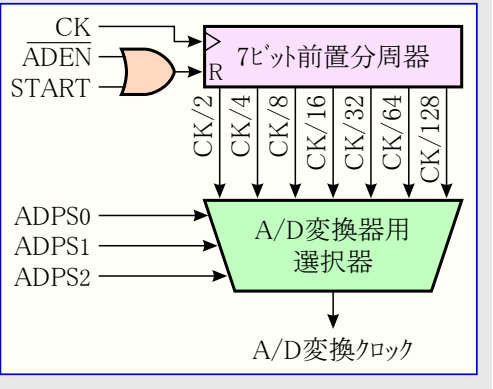 CK
ADEN
START
7ビット前置分周器
R
CK/2
CK/4
CK/8
CK/16
CK/32
CK/64
CK/128
ADPS0
ADPS1
ADPS2
A/D変換器用
選択器
A/D変換クロック